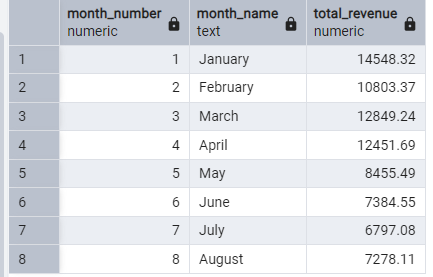 month_number month_name total_revenue
numeric text numeric
1 1 January 14548.32
2 2 February 10803.37
3 3 March 12849.24
4 4 April 12451.69
5 5 May 8455.49
6 6 June 7384.55
7 7 July 6797.08
8 8 August 7278.11